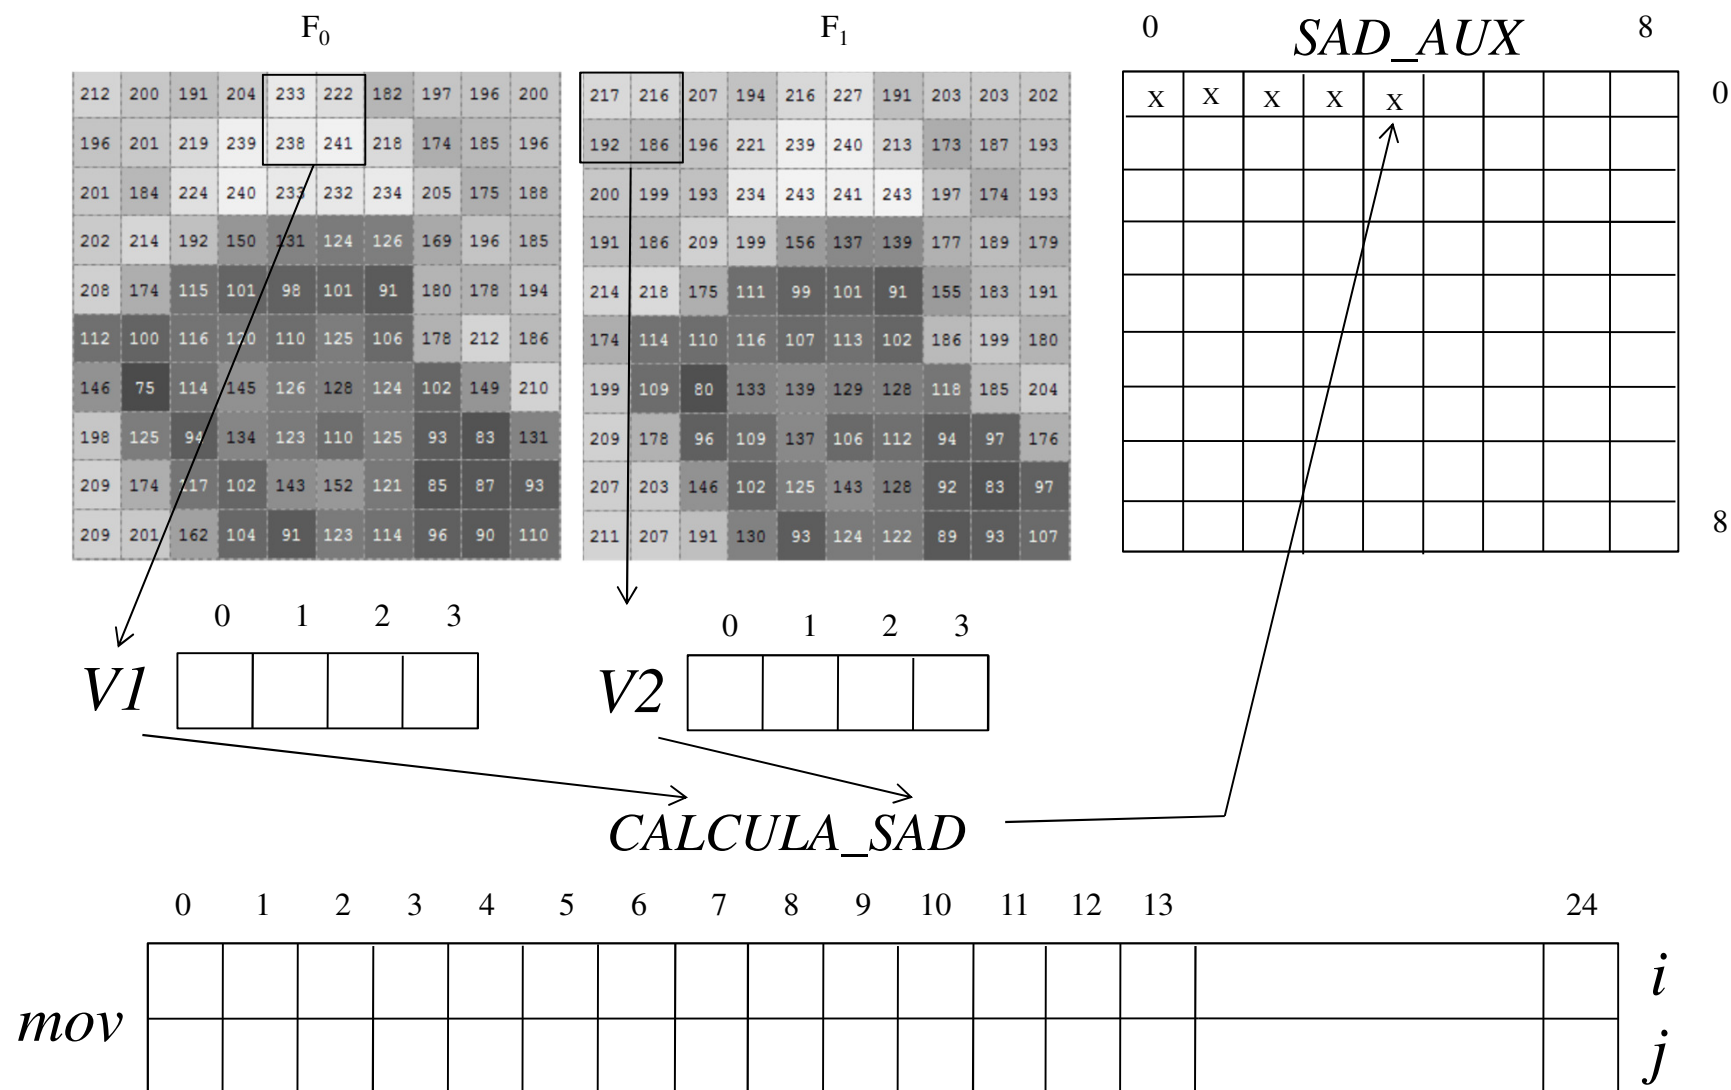 F0 F1 0 SAD_AUX 8
212 200 191 204 233 222 182 197 196 200
196 201 219 239 238 241 218 174 185 196
201 184 224 240 233 232 234 205 175 188
202 214 192 150 131 124 126 169 196 185
208 174 115 101 98 101 91 180 178 194
112 100 116 120 110 125 106 178 212 186
146 75 114 145 126 128 124 102 149 210
198 125 94 134 123 110 125 93 83 131
209 174 117 102 143 152 121 85 87 93
209 201 162 104 91 123 114 96 90 110
217 216 207 194 216 227 191 203 203 202
192 186 196 221 239 240 213 173 187 193
200 199 193 234 243 241 243 197 174 193
191 186 209 199 156 137 139 177 189 179
214 218 175 111 99 101 91 155 183 191
174 114 110 116 107 113 102 186 199 180
199 109 80 133 139 129 128 118 185 204
209 178 96 109 137 106 112 94 97 176
207 203 146 102 125 143 128 92 83 97
211 207 191 130 93 124 122 89 93 107
X X X X X 0
8
0 1 2 3
V1
0 1 2 3
V2
CALCULA_SAD
0 1 2 3 4 5 6 7 8 9 10 11 12 13 24
i
mov
j